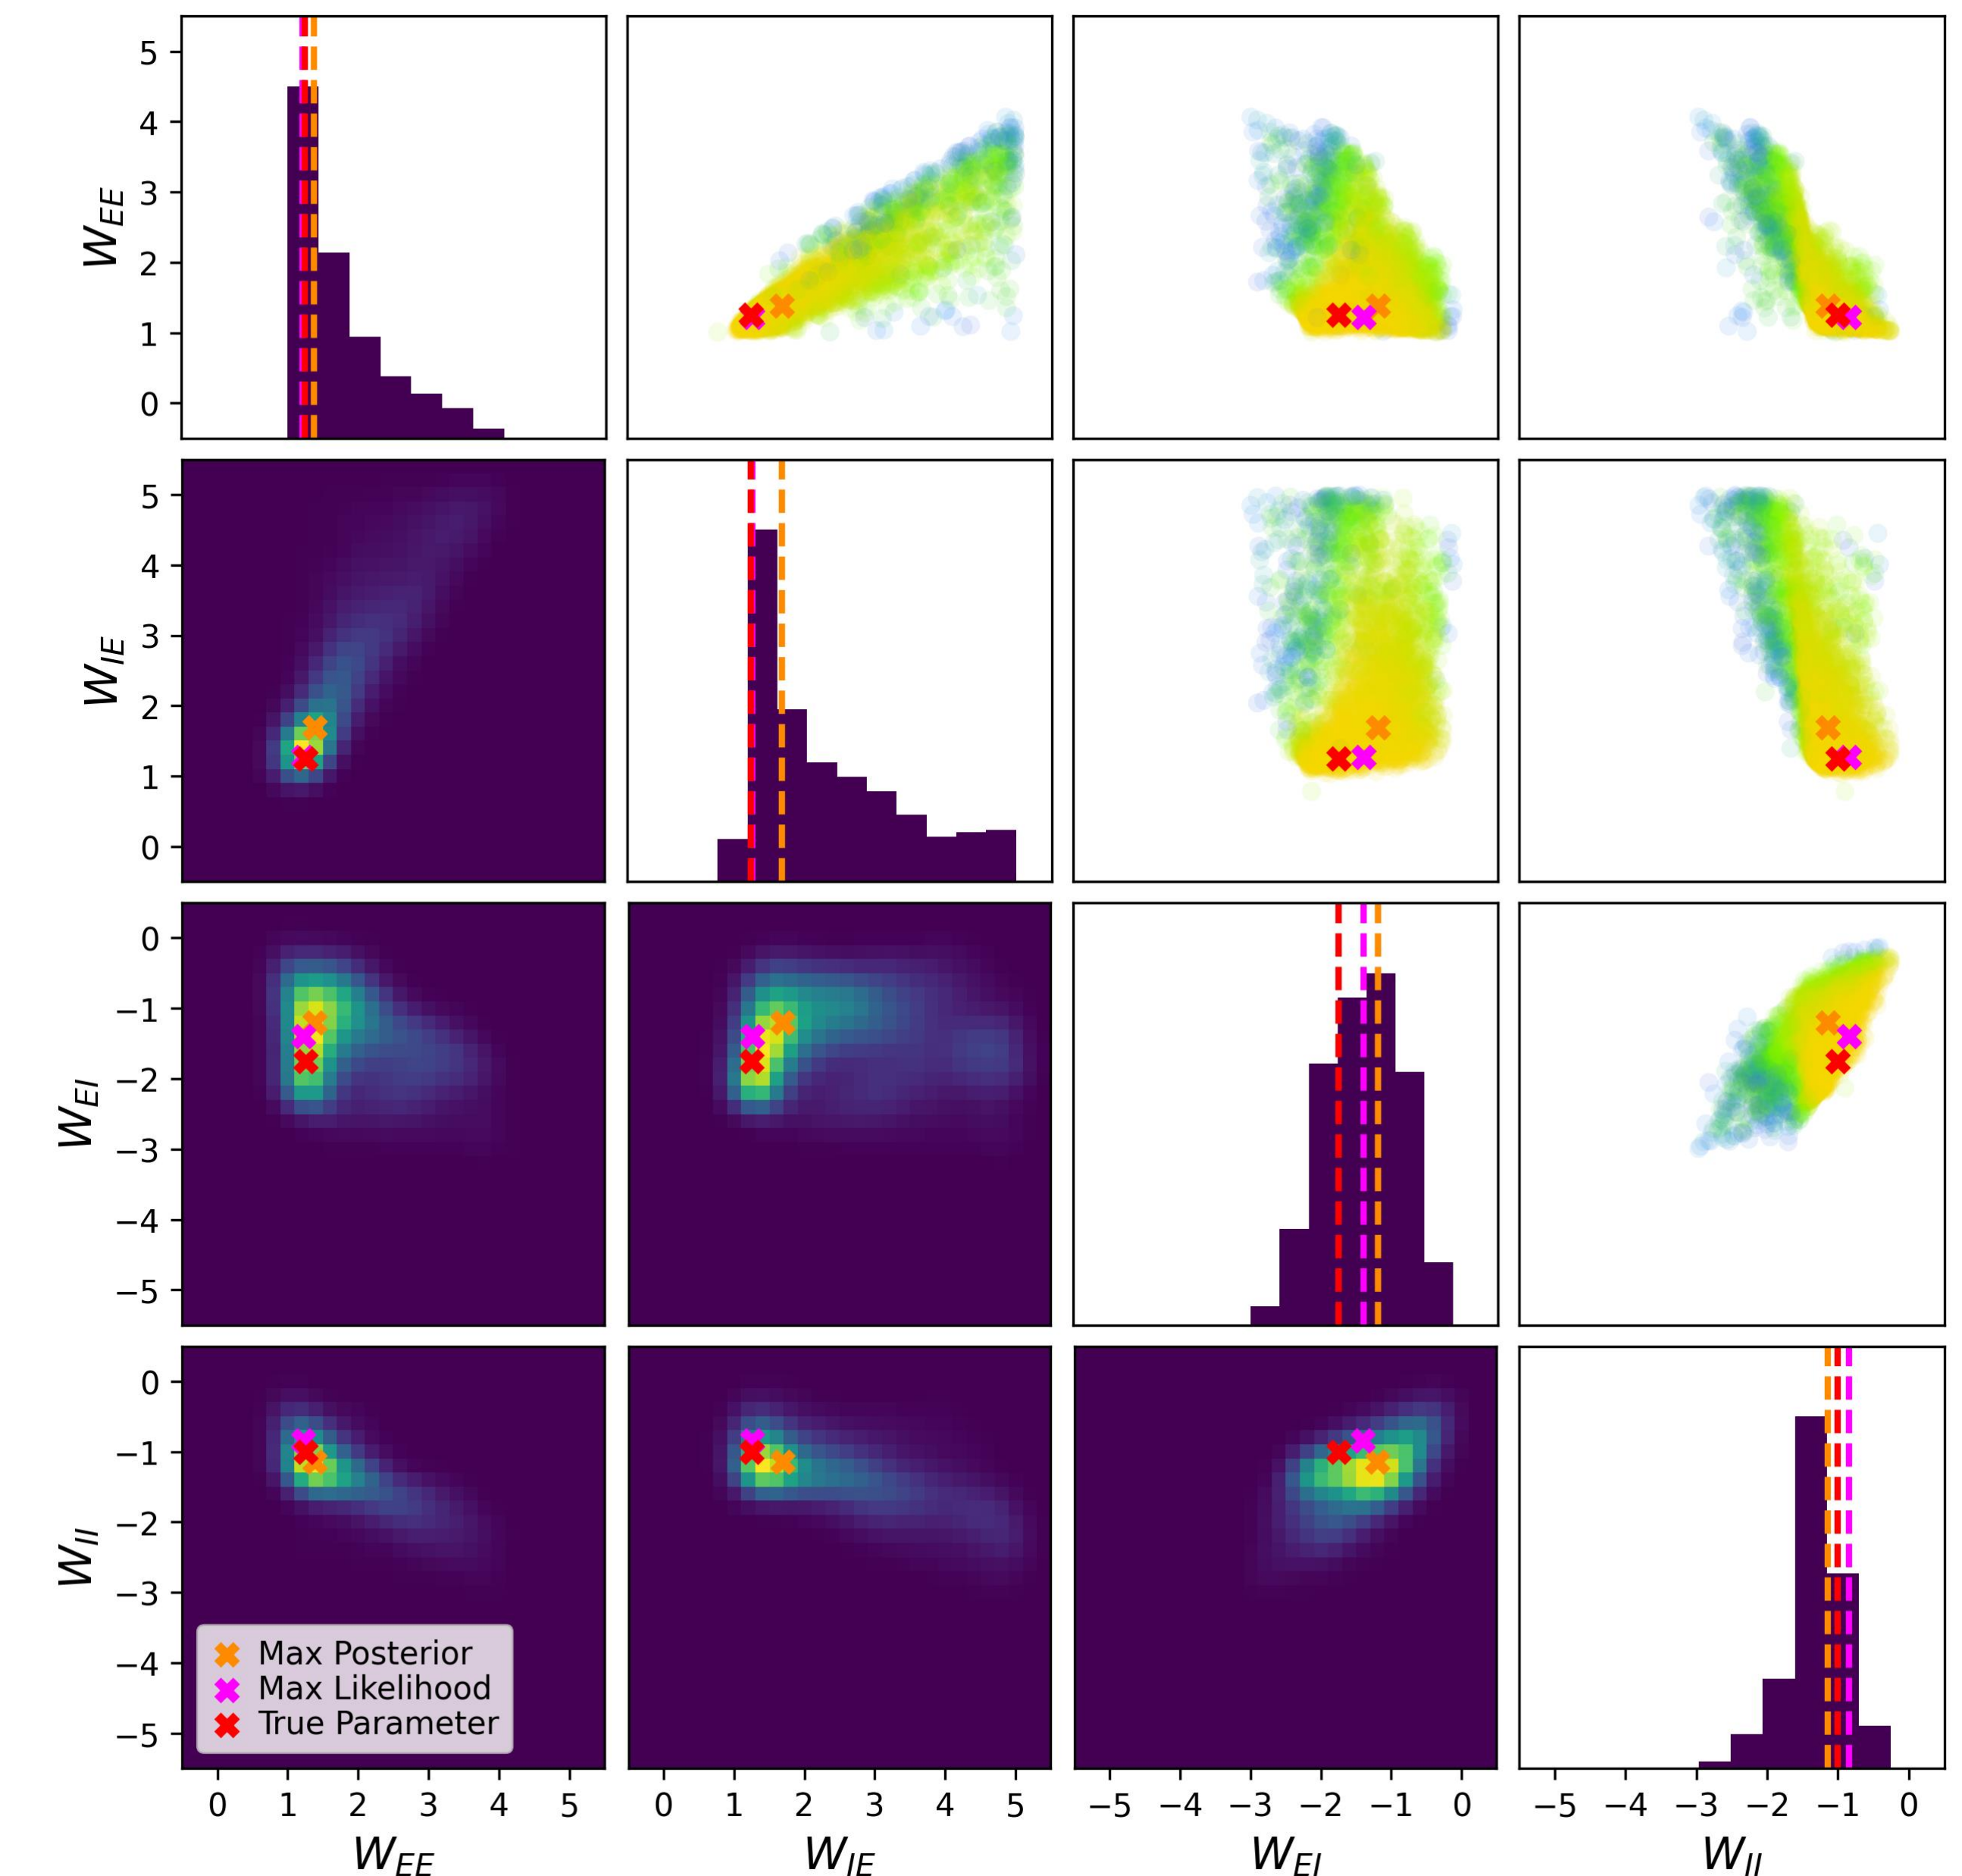 5
4
3
2
1
0
W_EE
5
4
3
2
1
0
W_IE
0
−1
−2
−3
−4
−5
W_EI
0
−1
−2
−3
−4
−5
W_II
Max Posterior
Max Likelihood
True Parameter
0 1 2 3 4 5 0 1 2 3 4 5 −5 −4 −3 −2 −1 0 −5 −4 −3 −2 −1 0
W_EE W_IE W_EI W_II